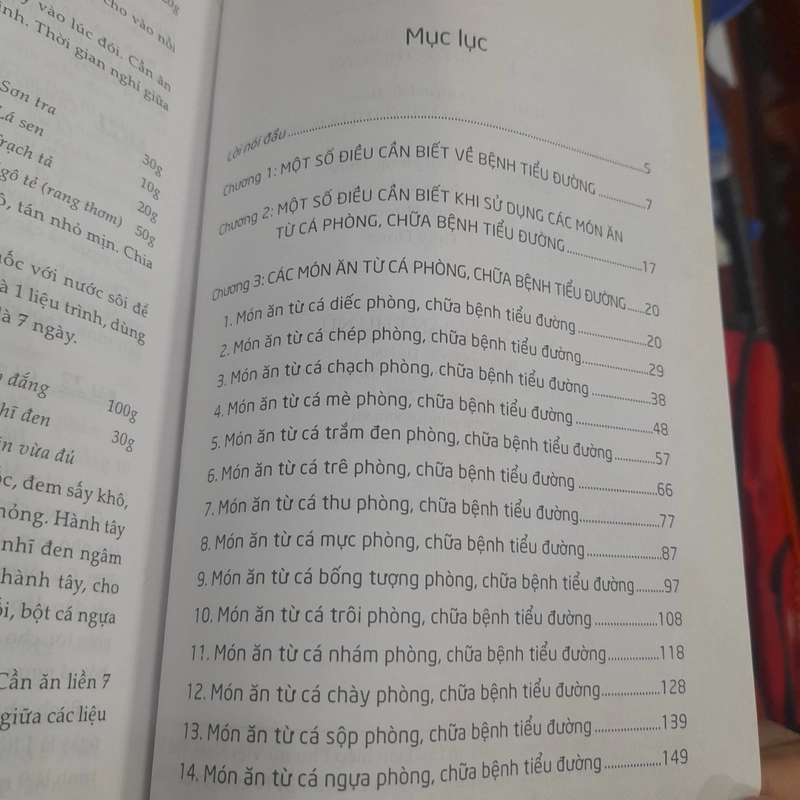 20g
cho vào nồi
vào lúc đói. Cần ăn
Thời gian nghỉ giữa
Sơn tra 30g
Lá sen 10g
Trạch tả 20g
Ngô tẻ (rang thơm) 50g
tán nhỏ mịn. Chia
với nước sôi để
1 liệu trình, dùng
là 7 ngày.
đắng 100g
nhĩ đen 30g
vừa đủ
đem sấy khô,
mỏng. Hành tây
nhĩ đen ngâm
hành tây, cho
bột cá ngựa
Cần ăn liền 7
giữa các liệu
Mục lục
Lời nói đầu.....5
Chương 1: MỘT SỐ ĐIỀU CẦN BIẾT VỀ BỆNH TIỂU ĐƯỜNG.....7
Chương 2: MỘT SỐ ĐIỀU CẦN BIẾT KHI SỬ DỤNG CÁC MÓN ĂN
TỪ CÁ PHÒNG, CHỮA BỆNH TIỂU ĐƯỜNG.....17
Chương 3: CÁC MÓN ĂN TỪ CÁ PHÒNG, CHỮA BỆNH TIỂU ĐƯỜNG.....20
1. Món ăn từ cá diếc phòng, chữa bệnh tiểu đường.....20
2. Món ăn từ cá chép phòng, chữa bệnh tiểu đường.....29
3. Món ăn từ cá chạch phòng, chữa bệnh tiểu đường.....38
4. Món ăn từ cá mè phòng, chữa bệnh tiểu đường.....48
5. Món ăn từ cá trắm đen phòng, chữa bệnh tiểu đường.....57
6. Món ăn từ cá trê phòng, chữa bệnh tiểu đường.....66
7. Món ăn từ cá thu phòng, chữa bệnh tiểu đường.....77
8. Món ăn từ cá mực phòng, chữa bệnh tiểu đường.....87
9. Món ăn từ cá bống tượng phòng, chữa bệnh tiểu đường.....97
10. Món ăn từ cá trôi phòng, chữa bệnh tiểu đường.....108
11. Món ăn từ cá nhám phòng, chữa bệnh tiểu đường.....118
12. Món ăn từ cá chày phòng, chữa bệnh tiểu đường.....128
13. Món ăn từ cá sộp phòng, chữa bệnh tiểu đường.....139
14. Món ăn từ cá ngựa phòng, chữa bệnh tiểu đường.....149